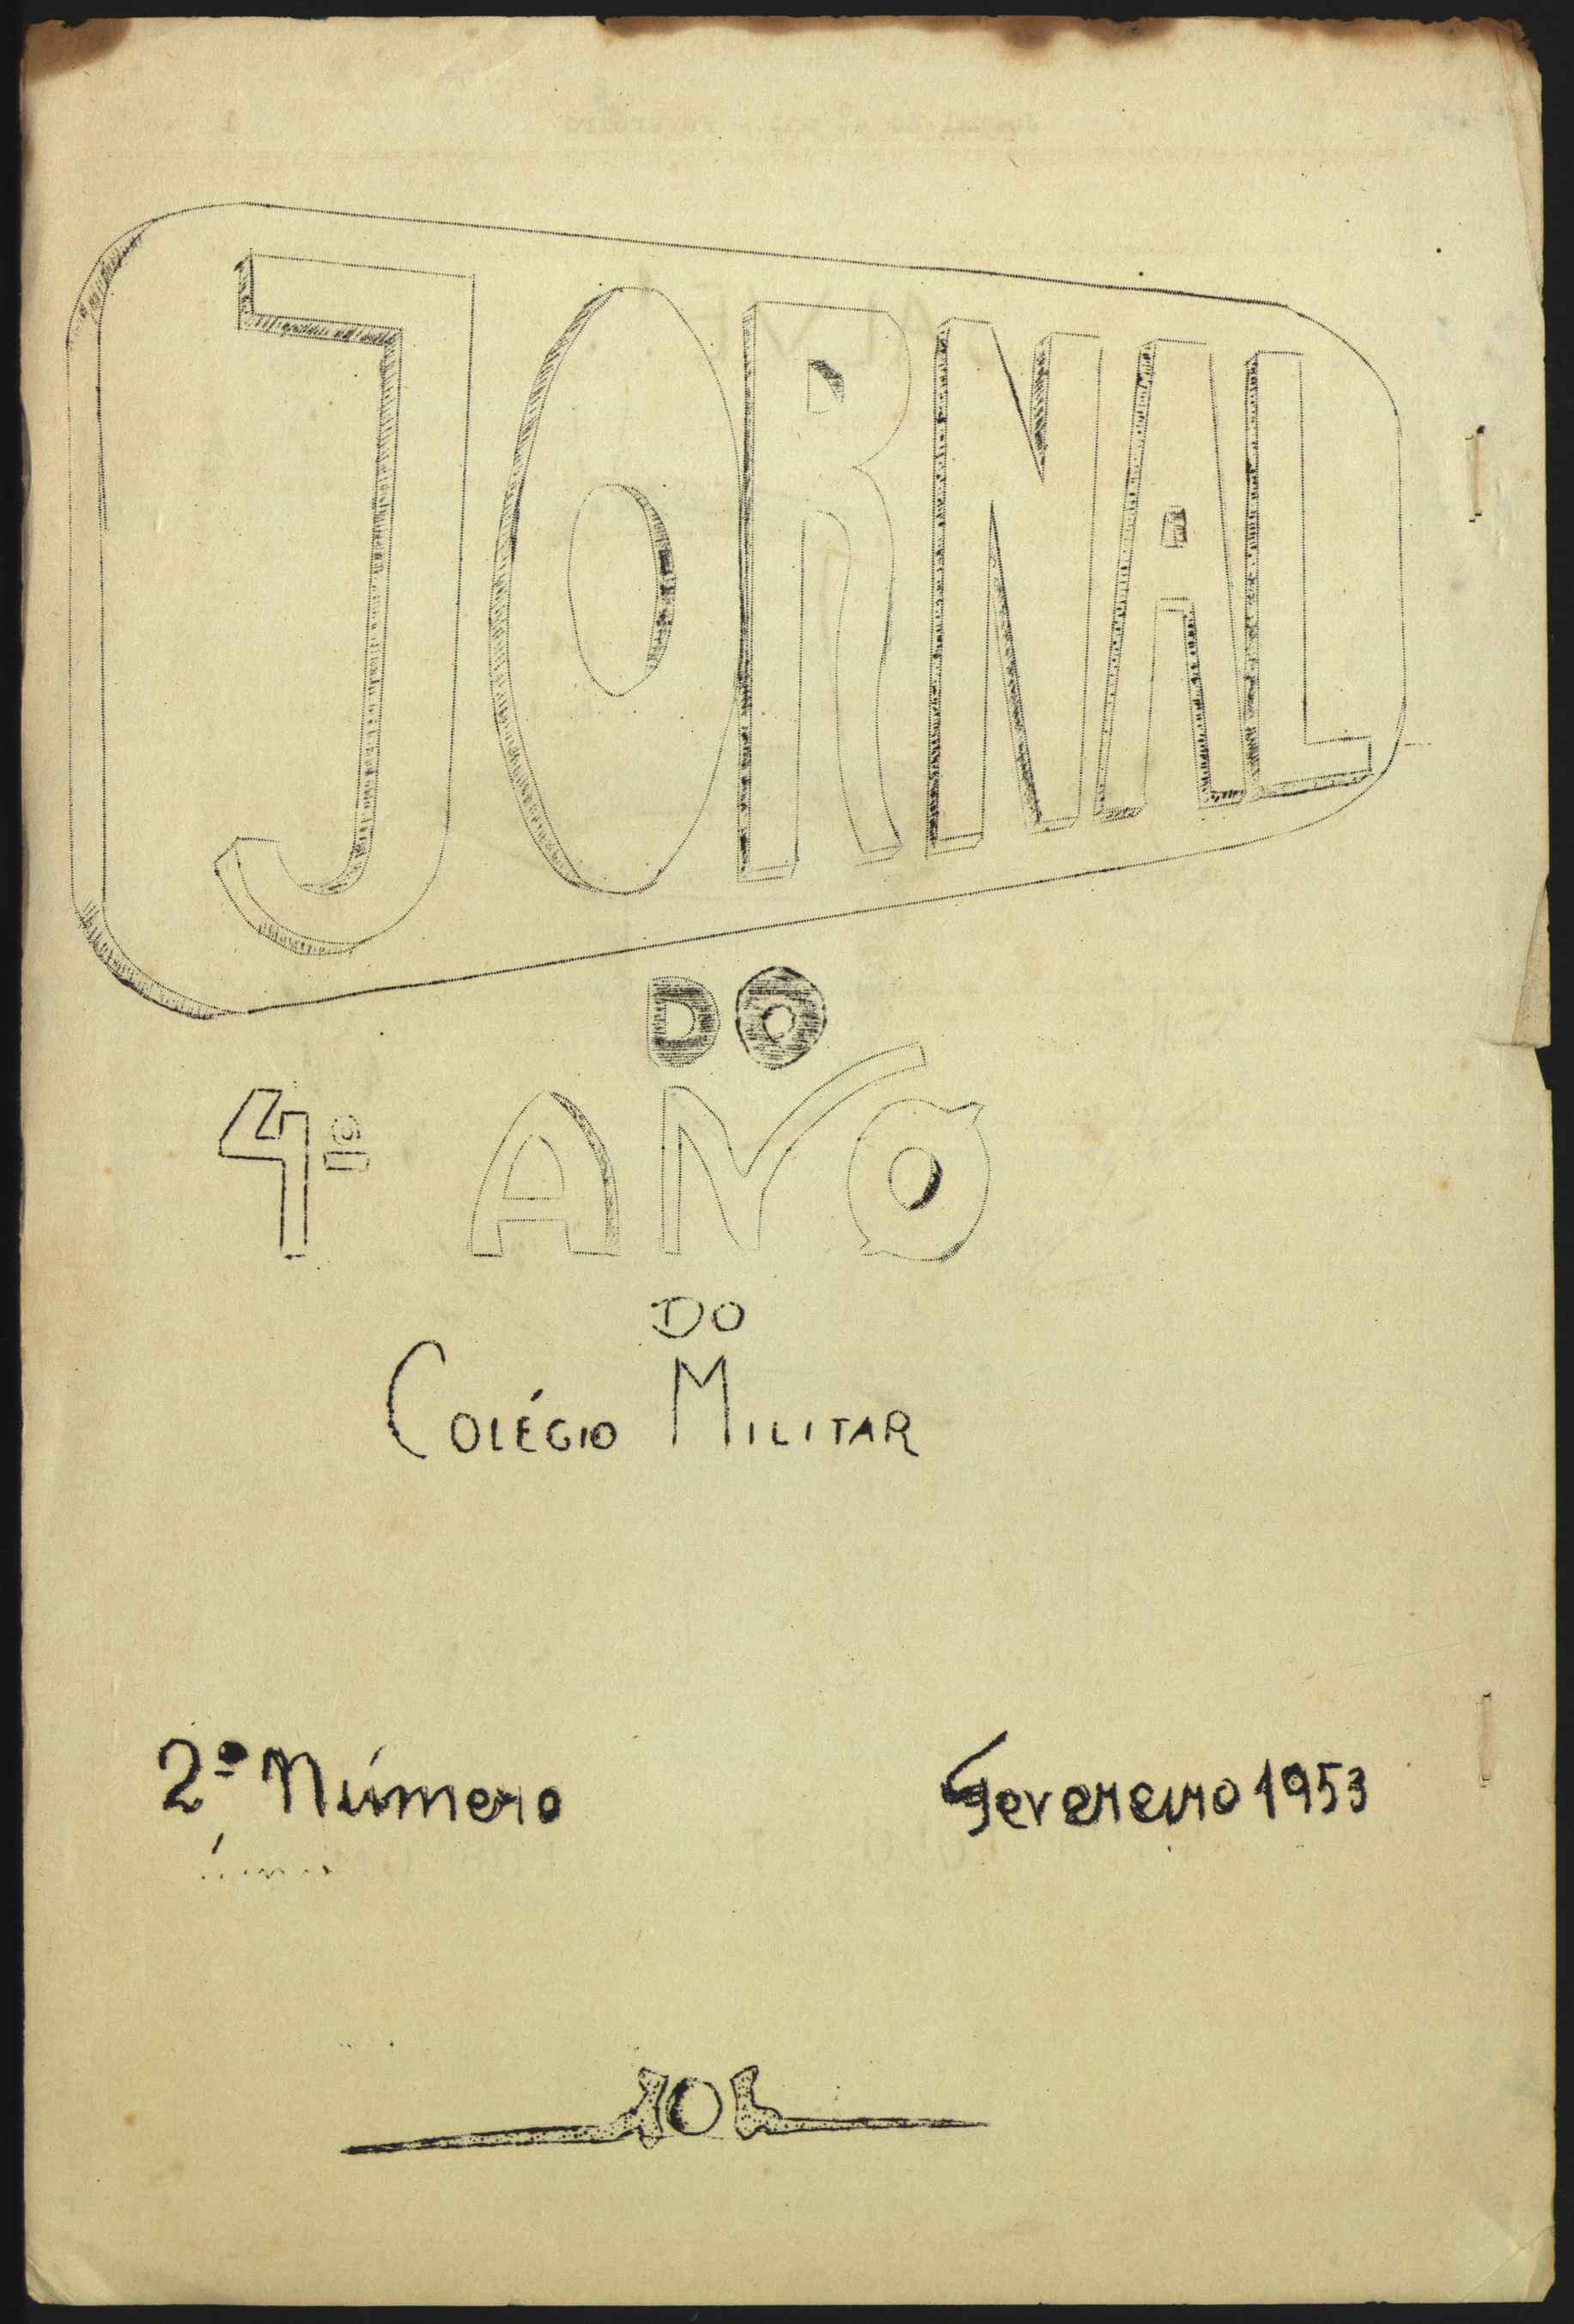 JORNAL
DO
4º ANO
DO
COLÉGIO MILITAR
2º Número
Fevereiro 1953